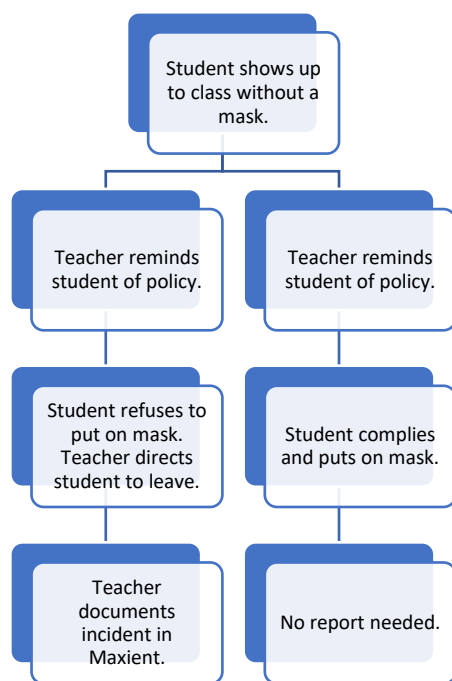 Student shows up
to class without a
mask.
Teacher reminds
student of policy.
Teacher reminds
student of policy.
Student refuses to
put on mask.
Teacher directs
student to leave.
Student complies
and puts on mask.
Teacher
documents
incident in
Maxient.
No report needed.